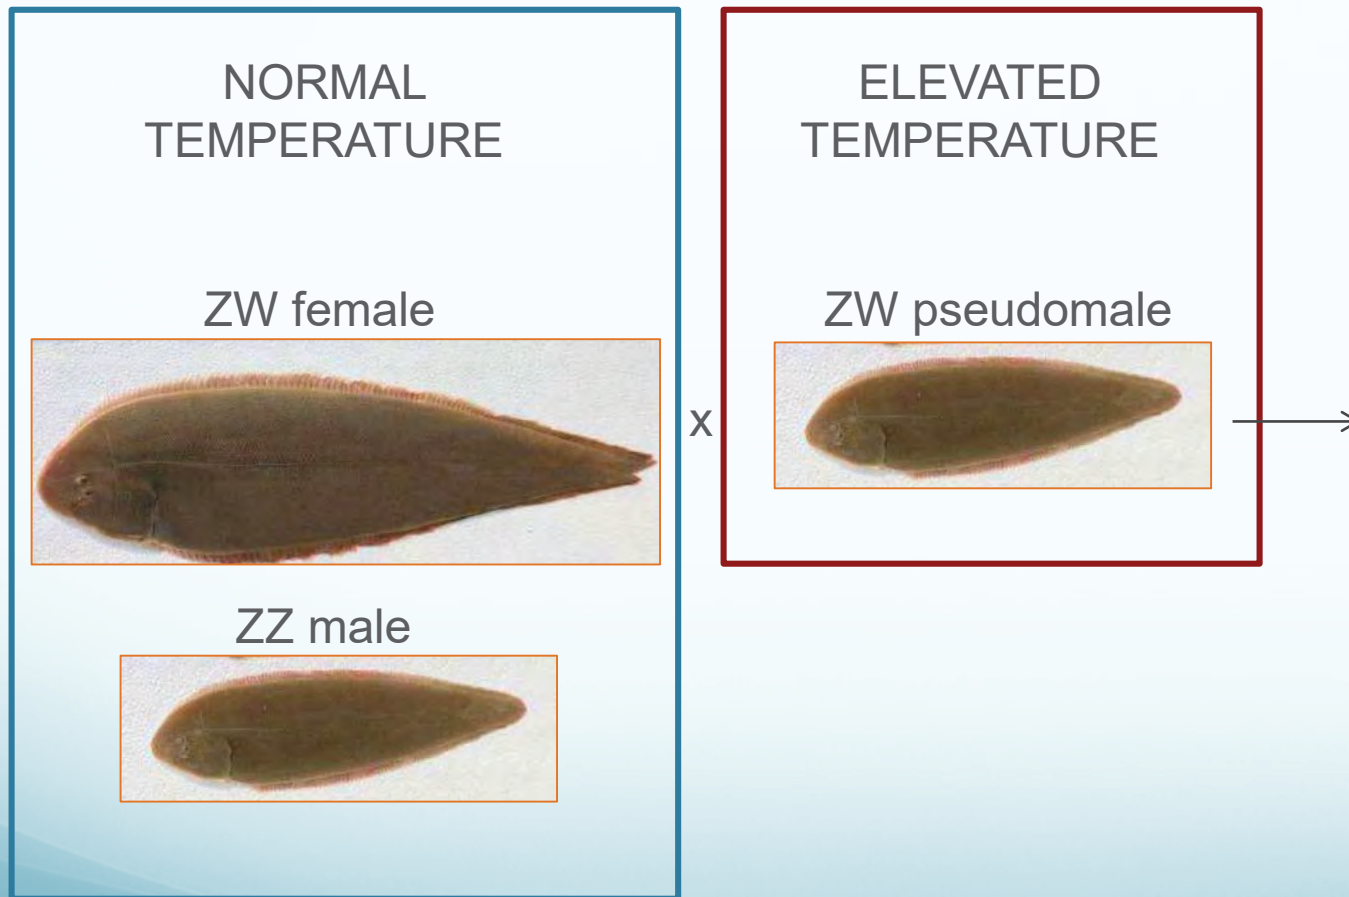 NORMAL
TEMPERATURE
ZW female
ZZ male
x
ELEVATED
TEMPERATURE
ZW pseudomale